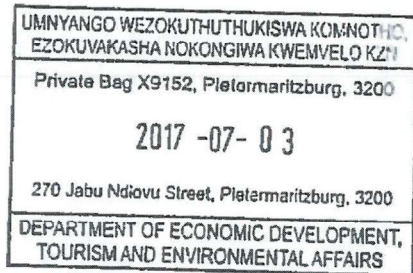 UMNYANGO WEZOKUTHUTHUKISWA KOMNOTHO,
EZOKUVAKASHA NOKONGIWA KWEMVELO KZN
Private Bag X9152, Pietermaritzburg, 3200
2017 -07- 03
270 Jabu Ndlovu Street, Pietermaritzburg, 3200
DEPARTMENT OF ECONOMIC DEVELOPMENT,
TOURISM AND ENVIRONMENTAL AFFAIRS